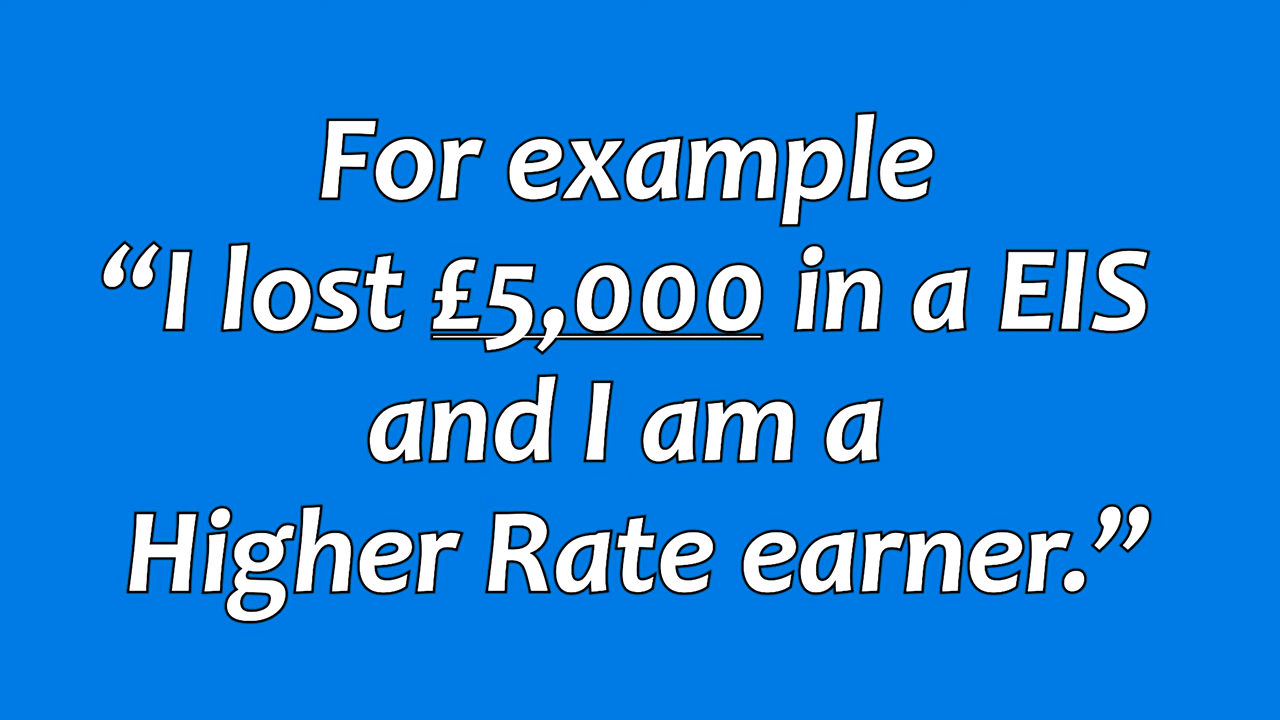 For example
“I lost £5,000 in a EIS
and I am a
Higher Rate earner.”